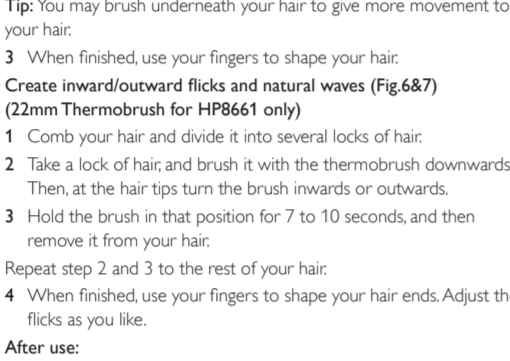 Tip: You may brush underneath your hair to give more movement to
your hair.
3 When finished, use your fingers to shape your hair.
Create inward/outward flicks and natural waves (Fig.6&7)
(22mm Thermobrush for HP8661 only)
1 Comb your hair and divide it into several locks of hair.
2 Take a lock of hair, and brush it with the thermobrush downwards
Then, at the hair tips turn the brush inwards or outwards.
3 Hold the brush in that position for 7 to 10 seconds, and then
remove it from your hair.
Repeat step 2 and 3 to the rest of your hair.
4 When finished, use your fingers to shape your hair ends. Adjust th
flicks as you like.
After use: